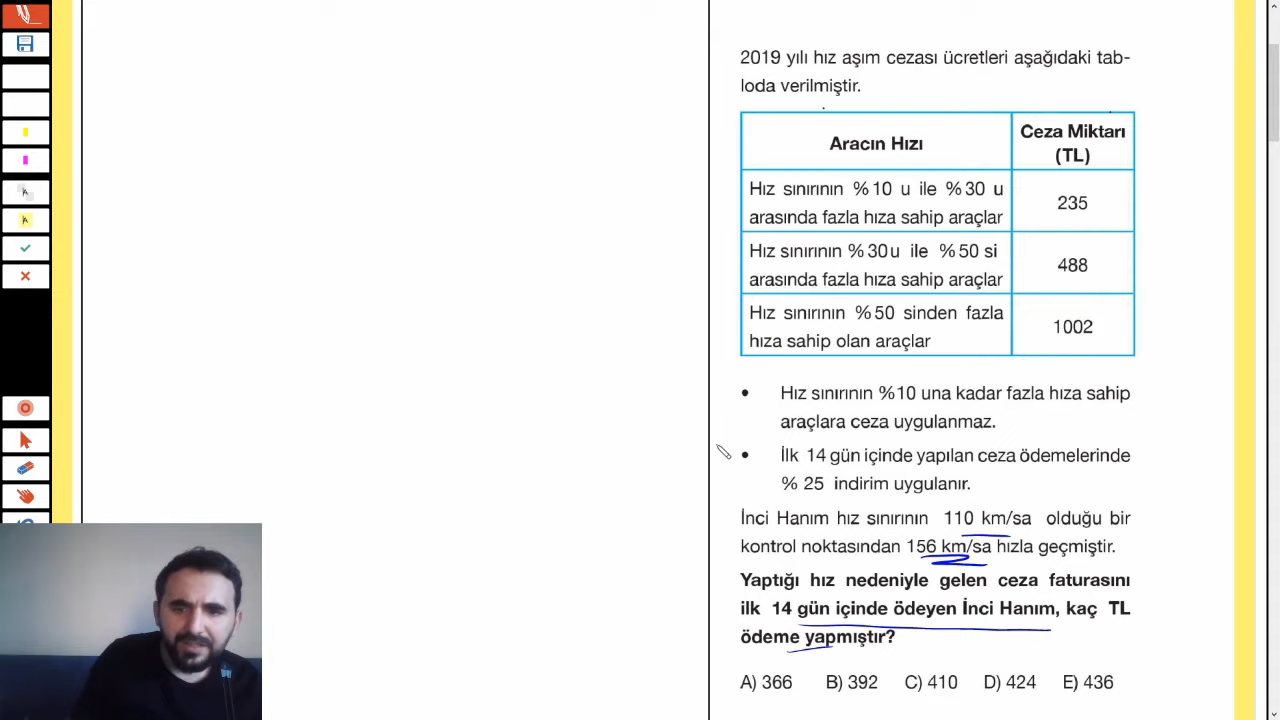 2019 yılı hız aşım cezası ücretleri aşağıdaki tab-
loda verilmiştir.
Aracın Hızı
Ceza Miktarı
(TL)
Hız sınırının %10 u ile %30 u
arasında fazla hıza sahip araçlar
235
Hız sınırının %30u ile %50 si
arasında fazla hıza sahip araçlar
488
Hız sınırının %50 sinden fazla
hıza sahip olan araçlar
1002
• Hız sınırının %10 una kadar fazla hıza sahip
araçlara ceza uygulanmaz.
• İlk 14 gün içinde yapılan ceza ödemelerinde
% 25 indirim uygulanır.
İnci Hanım hız sınırının 110 km/sa olduğu bir
kontrol noktasından 156 km/sa hızla geçmiştir.
Yaptığı hız nedeniyle gelen ceza faturasını
ilk 14 gün içinde ödeyen İnci Hanım, kaç TL
ödeme yapmıştır?
A) 366 B) 392 C) 410 D) 424 E) 436